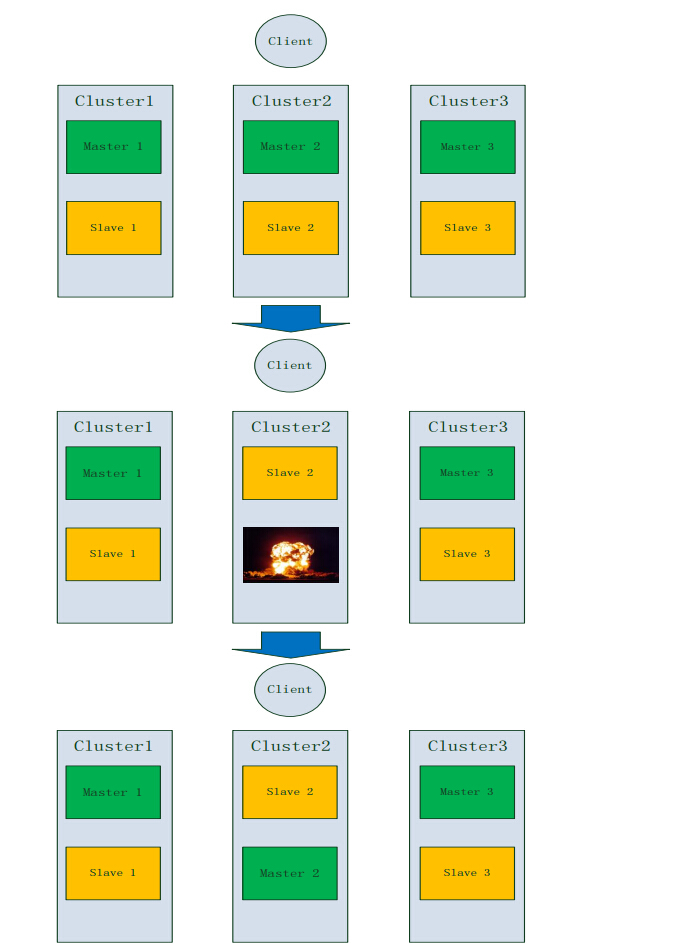 Client
Cluster1
Cluster2
Cluster3
Master 1
Master 2
Master 3
Slave 1
Slave 2
Slave 3
Client
Cluster1
Cluster2
Cluster3
Master 1
Slave 2
Master 3
Slave 1
Slave 3
Client
Cluster1
Cluster2
Cluster3
Master 1
Slave 2
Master 3
Slave 1
Master 2
Slave 3